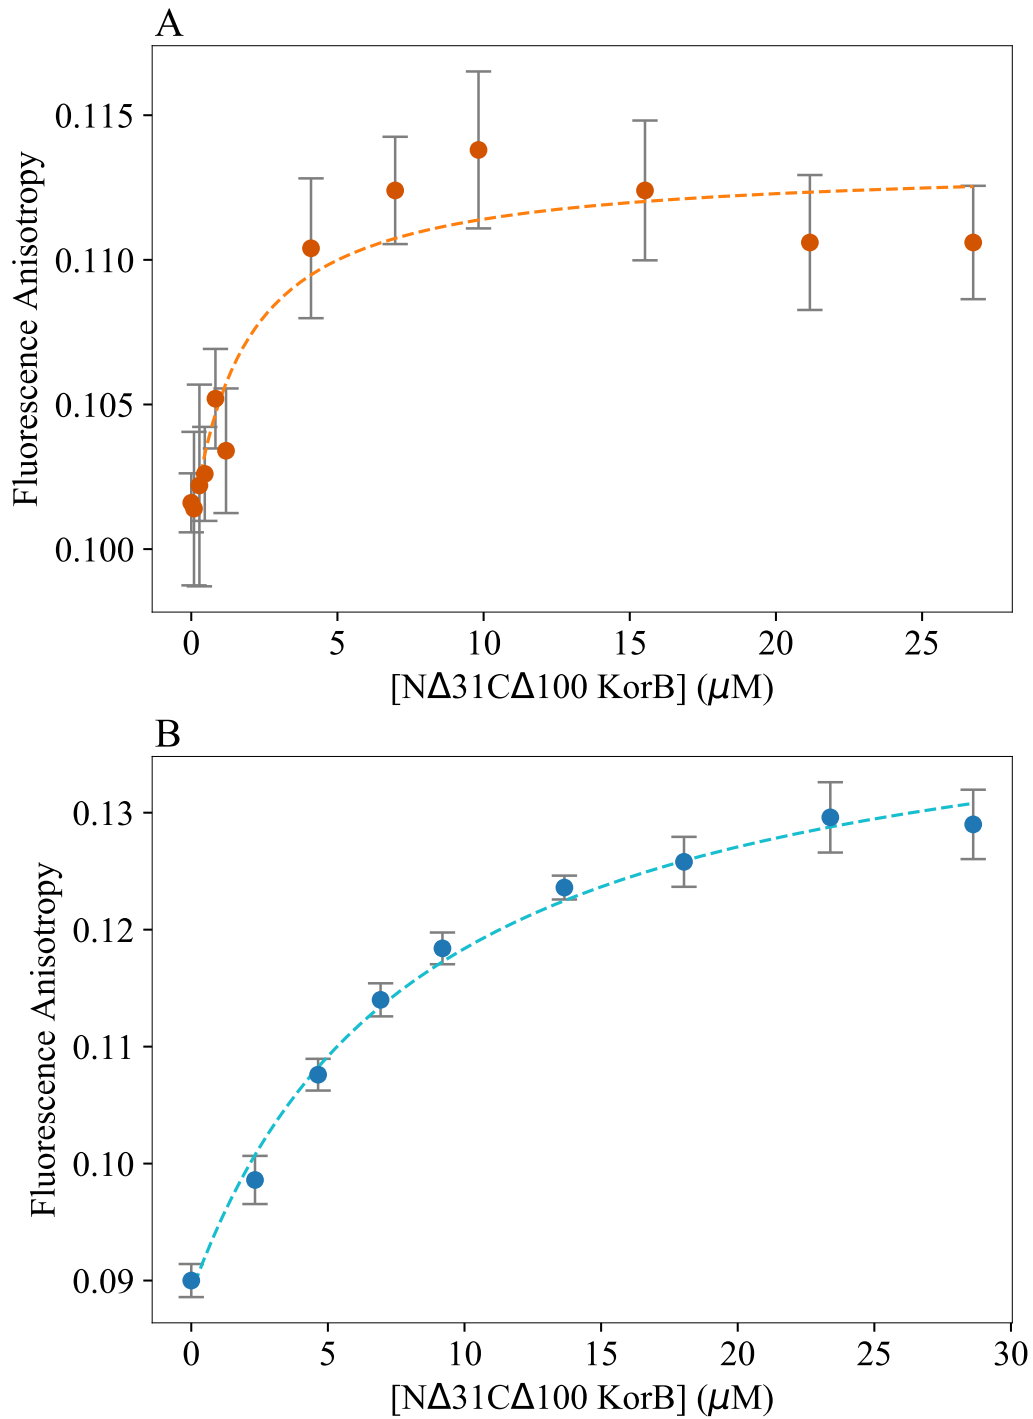 A
Fluorescence Anisotropy
0.115
0.110
0.105
0.100
0 5 10 15 20 25
[NΔ31CΔ100 KorB] (μM)
B
Fluorescence Anisotropy
0.13
0.12
0.11
0.10
0.09
0 5 10 15 20 25 30
[NΔ31CΔ100 KorB] (μM)